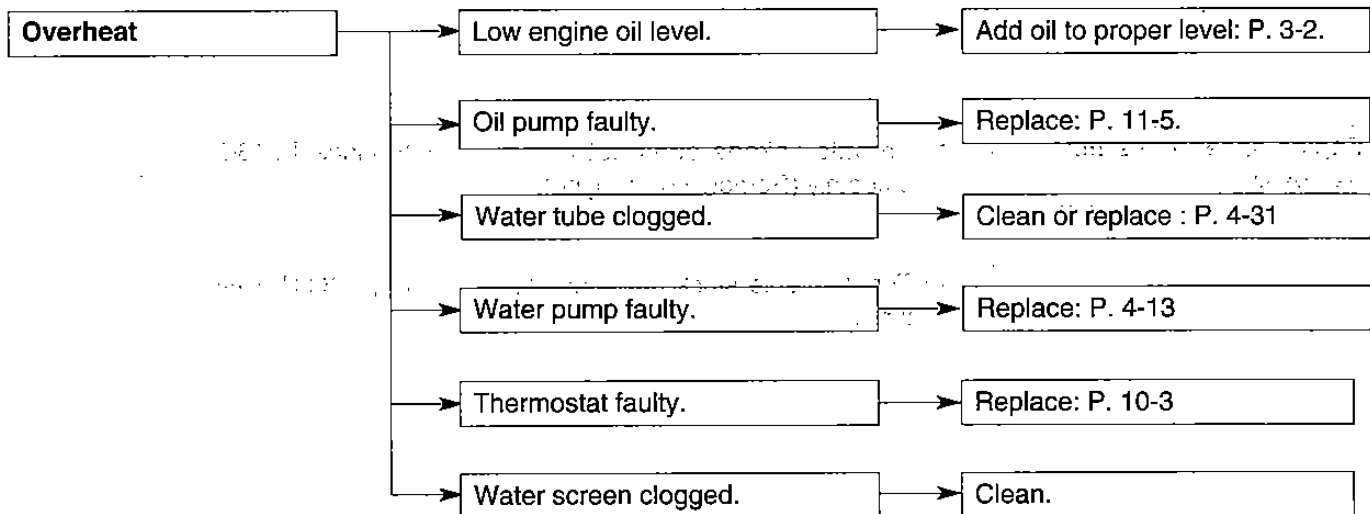 Overheat
Low engine oil level.
Add oil to proper level: P. 3-2.
Oil pump faulty.
Replace: P. 11-5.
Water tube clogged.
Clean or replace : P. 4-31
Water pump faulty.
Replace: P. 4-13
Thermostat faulty.
Replace: P. 10-3
Water screen clogged.
Clean.